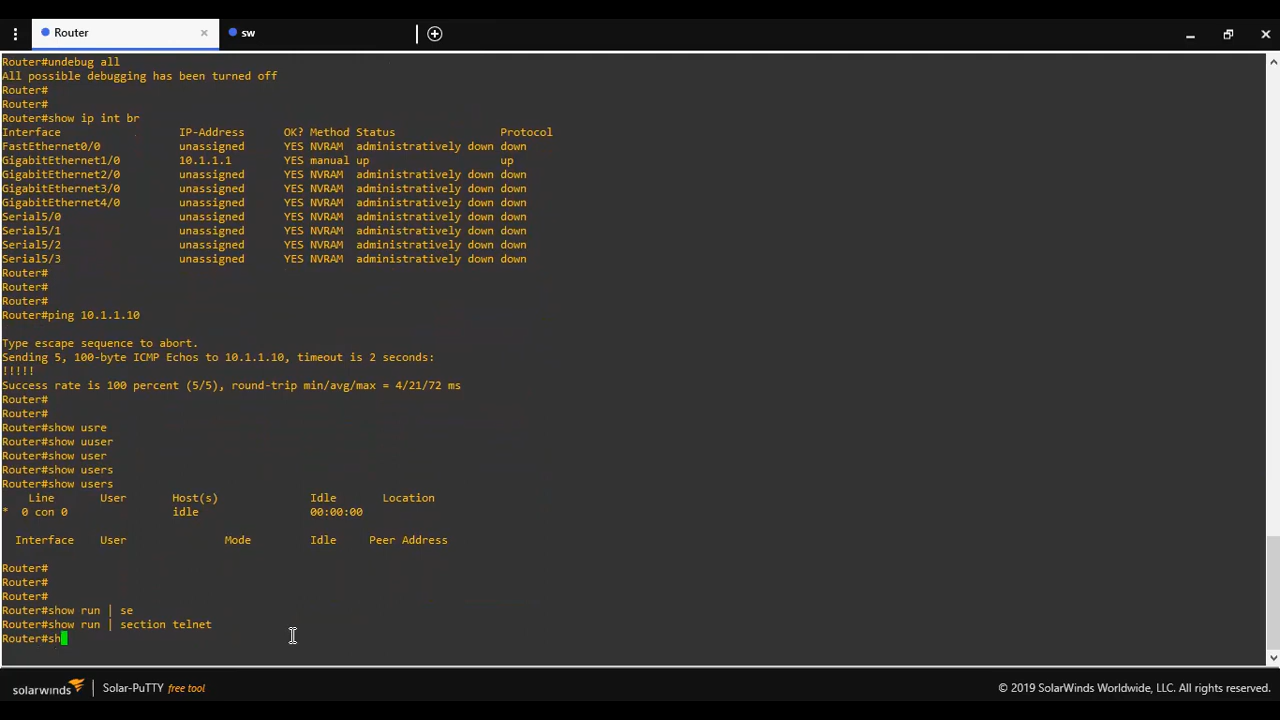 Router
sw
Router#undebug all
All possible debugging has been turned off
Router#
Router#
Router#show ip int br
Interface IP-Address OK? Method Status Protocol
FastEthernet0/0 unassigned YES NVRAM administratively down down
GigabitEthernet1/0 10.1.1.1 YES manual up up
GigabitEthernet2/0 unassigned YES NVRAM administratively down down
GigabitEthernet3/0 unassigned YES NVRAM administratively down down
GigabitEthernet4/0 unassigned YES NVRAM administratively down down
Serial5/0 unassigned YES NVRAM administratively down down
Serial5/1 unassigned YES NVRAM administratively down down
Serial5/2 unassigned YES NVRAM administratively down down
Serial5/3 unassigned YES NVRAM administratively down down
Router#
Router#
Router#
Router#ping 10.1.1.10
Type escape sequence to abort.
Sending 5, 100-byte ICMP Echos to 10.1.1.10, timeout is 2 seconds:
!!!!!
Success rate is 100 percent (5/5), round-trip min/avg/max = 4/21/72 ms
Router#
Router#
Router#show usre
Router#show uuser
Router#show user
Router#show users
Router#show users
Line User Host(s) Idle Location
* 0 con 0 idle 00:00:00
Interface User Mode Idle Peer Address
Router#
Router#
Router#
Router#show run | se
Router#show run | section telnet
Router#sh
solarwinds Solar-PuTTY free tool © 2019 SolarWinds Worldwide, LLC. All rights reserved.